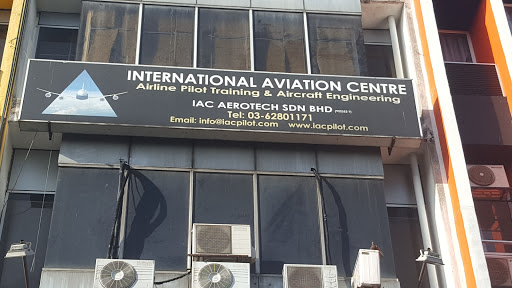 INTERNATIONAL AVIATION CENTRE
Airline Pilot Training & Aircraft Engineering
IAC AEROTECH SDN BHD
Tel: 03-62801171
Email: info@iacpilot.com www.iacpilot.com